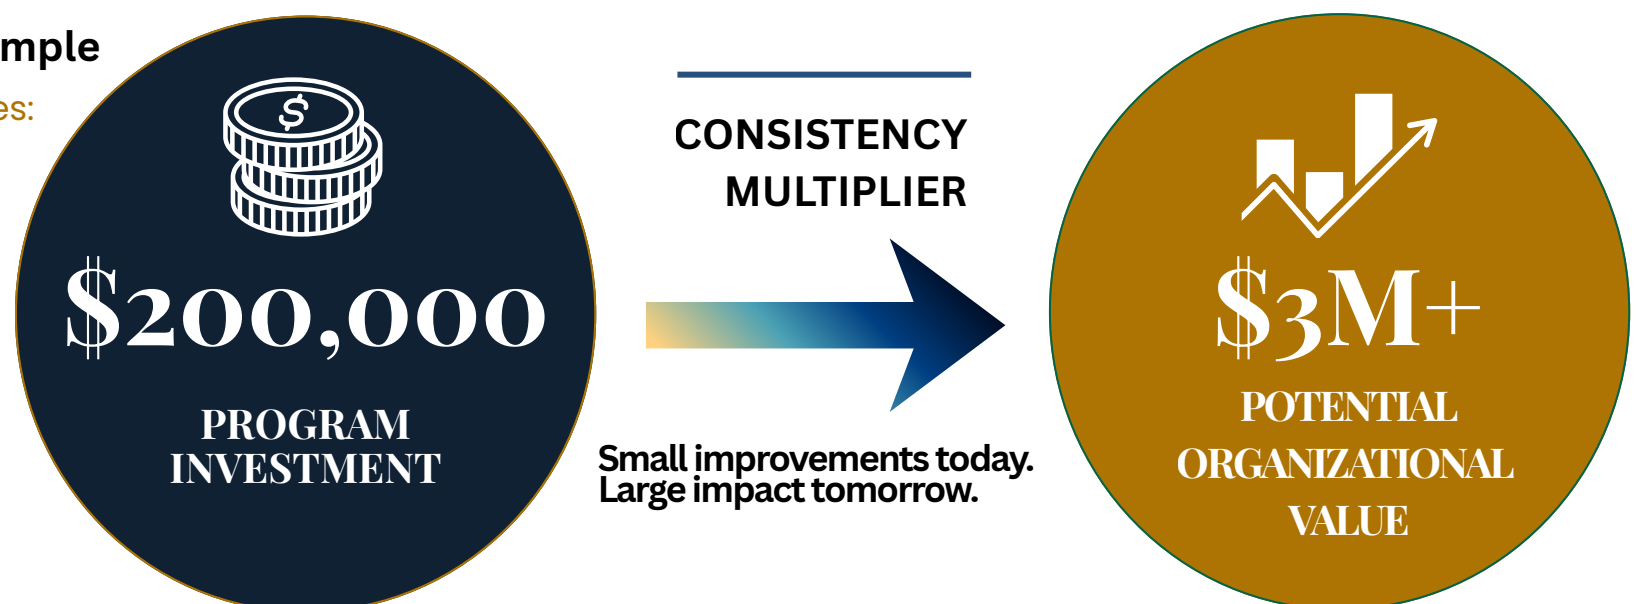 mple
es:
$
$200,000
PROGRAM
INVESTMENT
CONSISTENCY
MULTIPLIER
Small improvements today.
Large impact tomorrow.
$3M+
POTENTIAL
ORGANIZATIONAL
VALUE